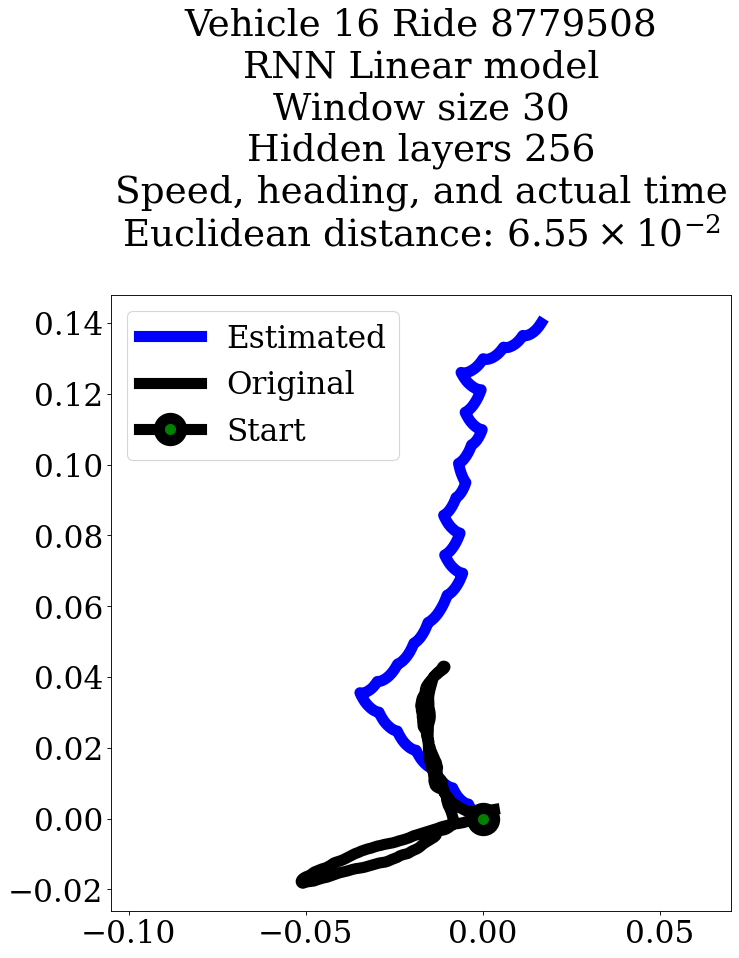 Vehicle 16 Ride 8779508
RNN Linear model
Window size 30
Hidden layers 256
Speed, heading, and actual time
Euclidean distance: 6.55 × 10⁻²
Estimated
Original
Start
0.14
0.12
0.10
0.08
0.06
0.04
0.02
0.00
−0.02
−0.10
−0.05
0.00
0.05